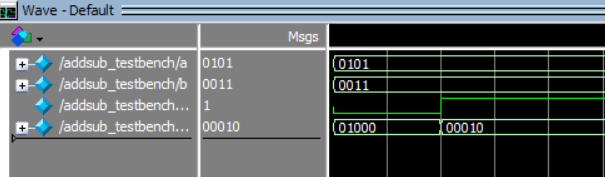 Wave - Default
Msgs
/addsub_testbench/a 0101 0101
/addsub_testbench/b 0011 0011
/addsub_testbench... 1
/addsub_testbench... 00010 01000 00010